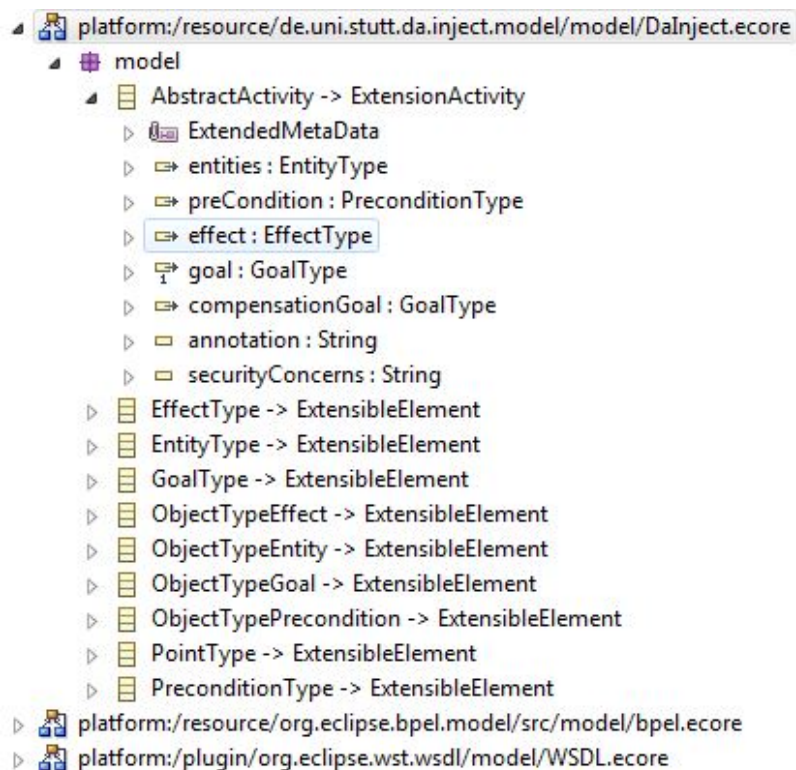 platform:/resource/de.uni.stutt.da.inject.model/model/DaInject.ecore
model
AbstractActivity -> ExtensionActivity
ExtendedMetaData
entities : EntityType
preCondition : PreconditionType
effect : EffectType
1 goal : GoalType
compensationGoal : GoalType
annotation : String
securityConcerns : String
EffectType -> ExtensibleElement
EntityType -> ExtensibleElement
GoalType -> ExtensibleElement
ObjectTypeEffect -> ExtensibleElement
ObjectTypeEntity -> ExtensibleElement
ObjectTypeGoal -> ExtensibleElement
ObjectTypePrecondition -> ExtensibleElement
PointType -> ExtensibleElement
PreconditionType -> ExtensibleElement
platform:/resource/org.eclipse.bpel.model/src/model/bpel.ecore
platform:/plugin/org.eclipse.wst.wsdl/model/WSDL.ecore